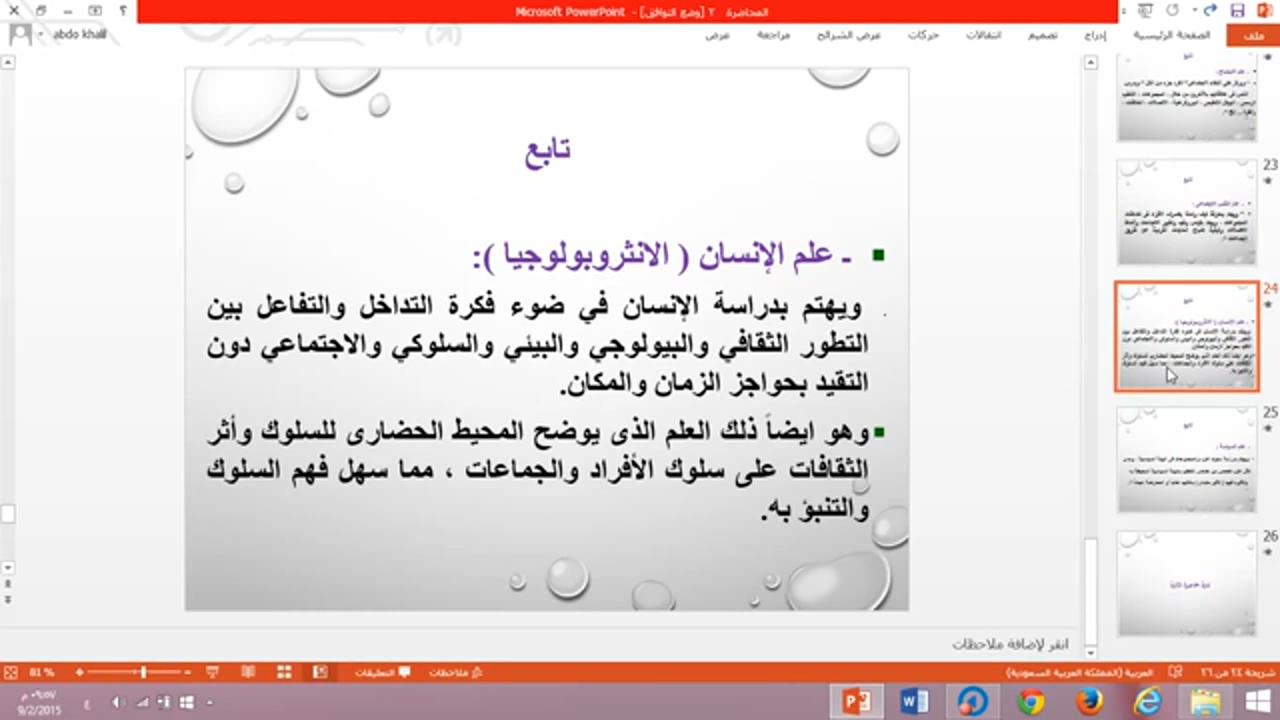 المحاضرة ٢ [وضع التوافق] - Microsoft PowerPoint
abdo khalil
ملف الصفحة الرئيسية إدراج تصميم انتقالات حركات عرض الشرائح مراجعة عرض
تابع
ـ علم الإنسان ( الانثروبولوجيا ):
ويهتم بدراسة الإنسان في ضوء فكرة التداخل والتفاعل بين
التطور الثقافي والبيولوجي والبيئي والسلوكي والاجتماعي دون
التقيد بحواجز الزمان والمكان.
وهو ايضاً ذلك العلم الذى يوضح المحيط الحضارى للسلوك وأثر
الثقافات على سلوك الأفراد والجماعات ، مما سهل فهم السلوك
والتنبؤ به.
23
24
25
26
انقر لإضافة ملاحظات
شريحة ٢٤ من ٢٦ العربية (المملكة العربية السعودية) ملاحظات التعليقات 81 %
٠٩:٥٧ م
9/2/2015
ع